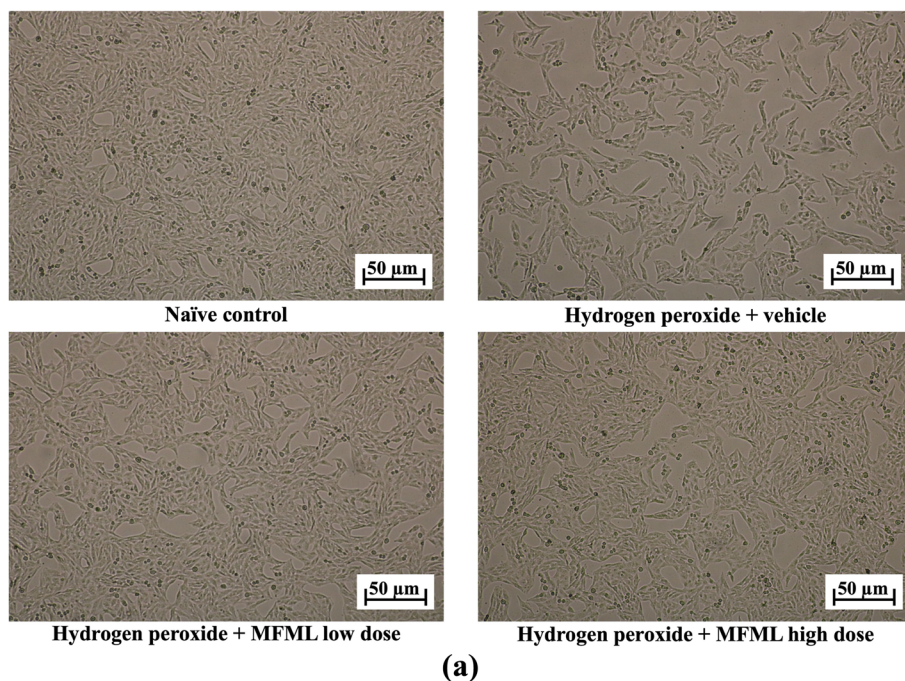 50 µm
50 µm
Naïve control
Hydrogen peroxide + vehicle
50 µm
50 µm
Hydrogen peroxide + MFML low dose
Hydrogen peroxide + MFML high dose
(a)